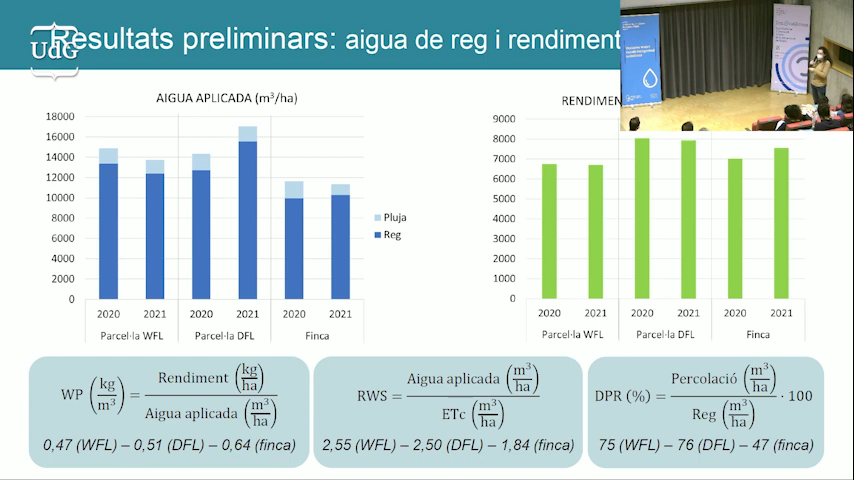 Resultats preliminars: aigua de reg i rendiment
UdG
AIGUA APLICADA (m³/ha)
18000
16000
14000
12000
10000
8000
6000
4000
2000
0
2020 2021 2020 2021 2020 2021
Parcel·la WFL Parcel·la DFL Finca
Pluja
Reg
RENDIMEN
9000
8000
7000
6000
5000
4000
3000
2000
1000
0
2020 2021 2020 2021 2020 2021
Parcel·la WFL Parcel·la DFL Finca
WP (kg/m³) = Rendiment (kg/ha) / Aigua aplicada (m³/ha)
0,47 (WFL) – 0,51 (DFL) – 0,64 (finca)
RWS = Aigua aplicada (m³/ha) / ETc (m³/ha)
2,55 (WFL) – 2,50 (DFL) – 1,84 (finca)
DPR (%) = Percolació (m³/ha) / Reg (m³/ha) · 100
75 (WFL) – 76 (DFL) – 47 (finca)